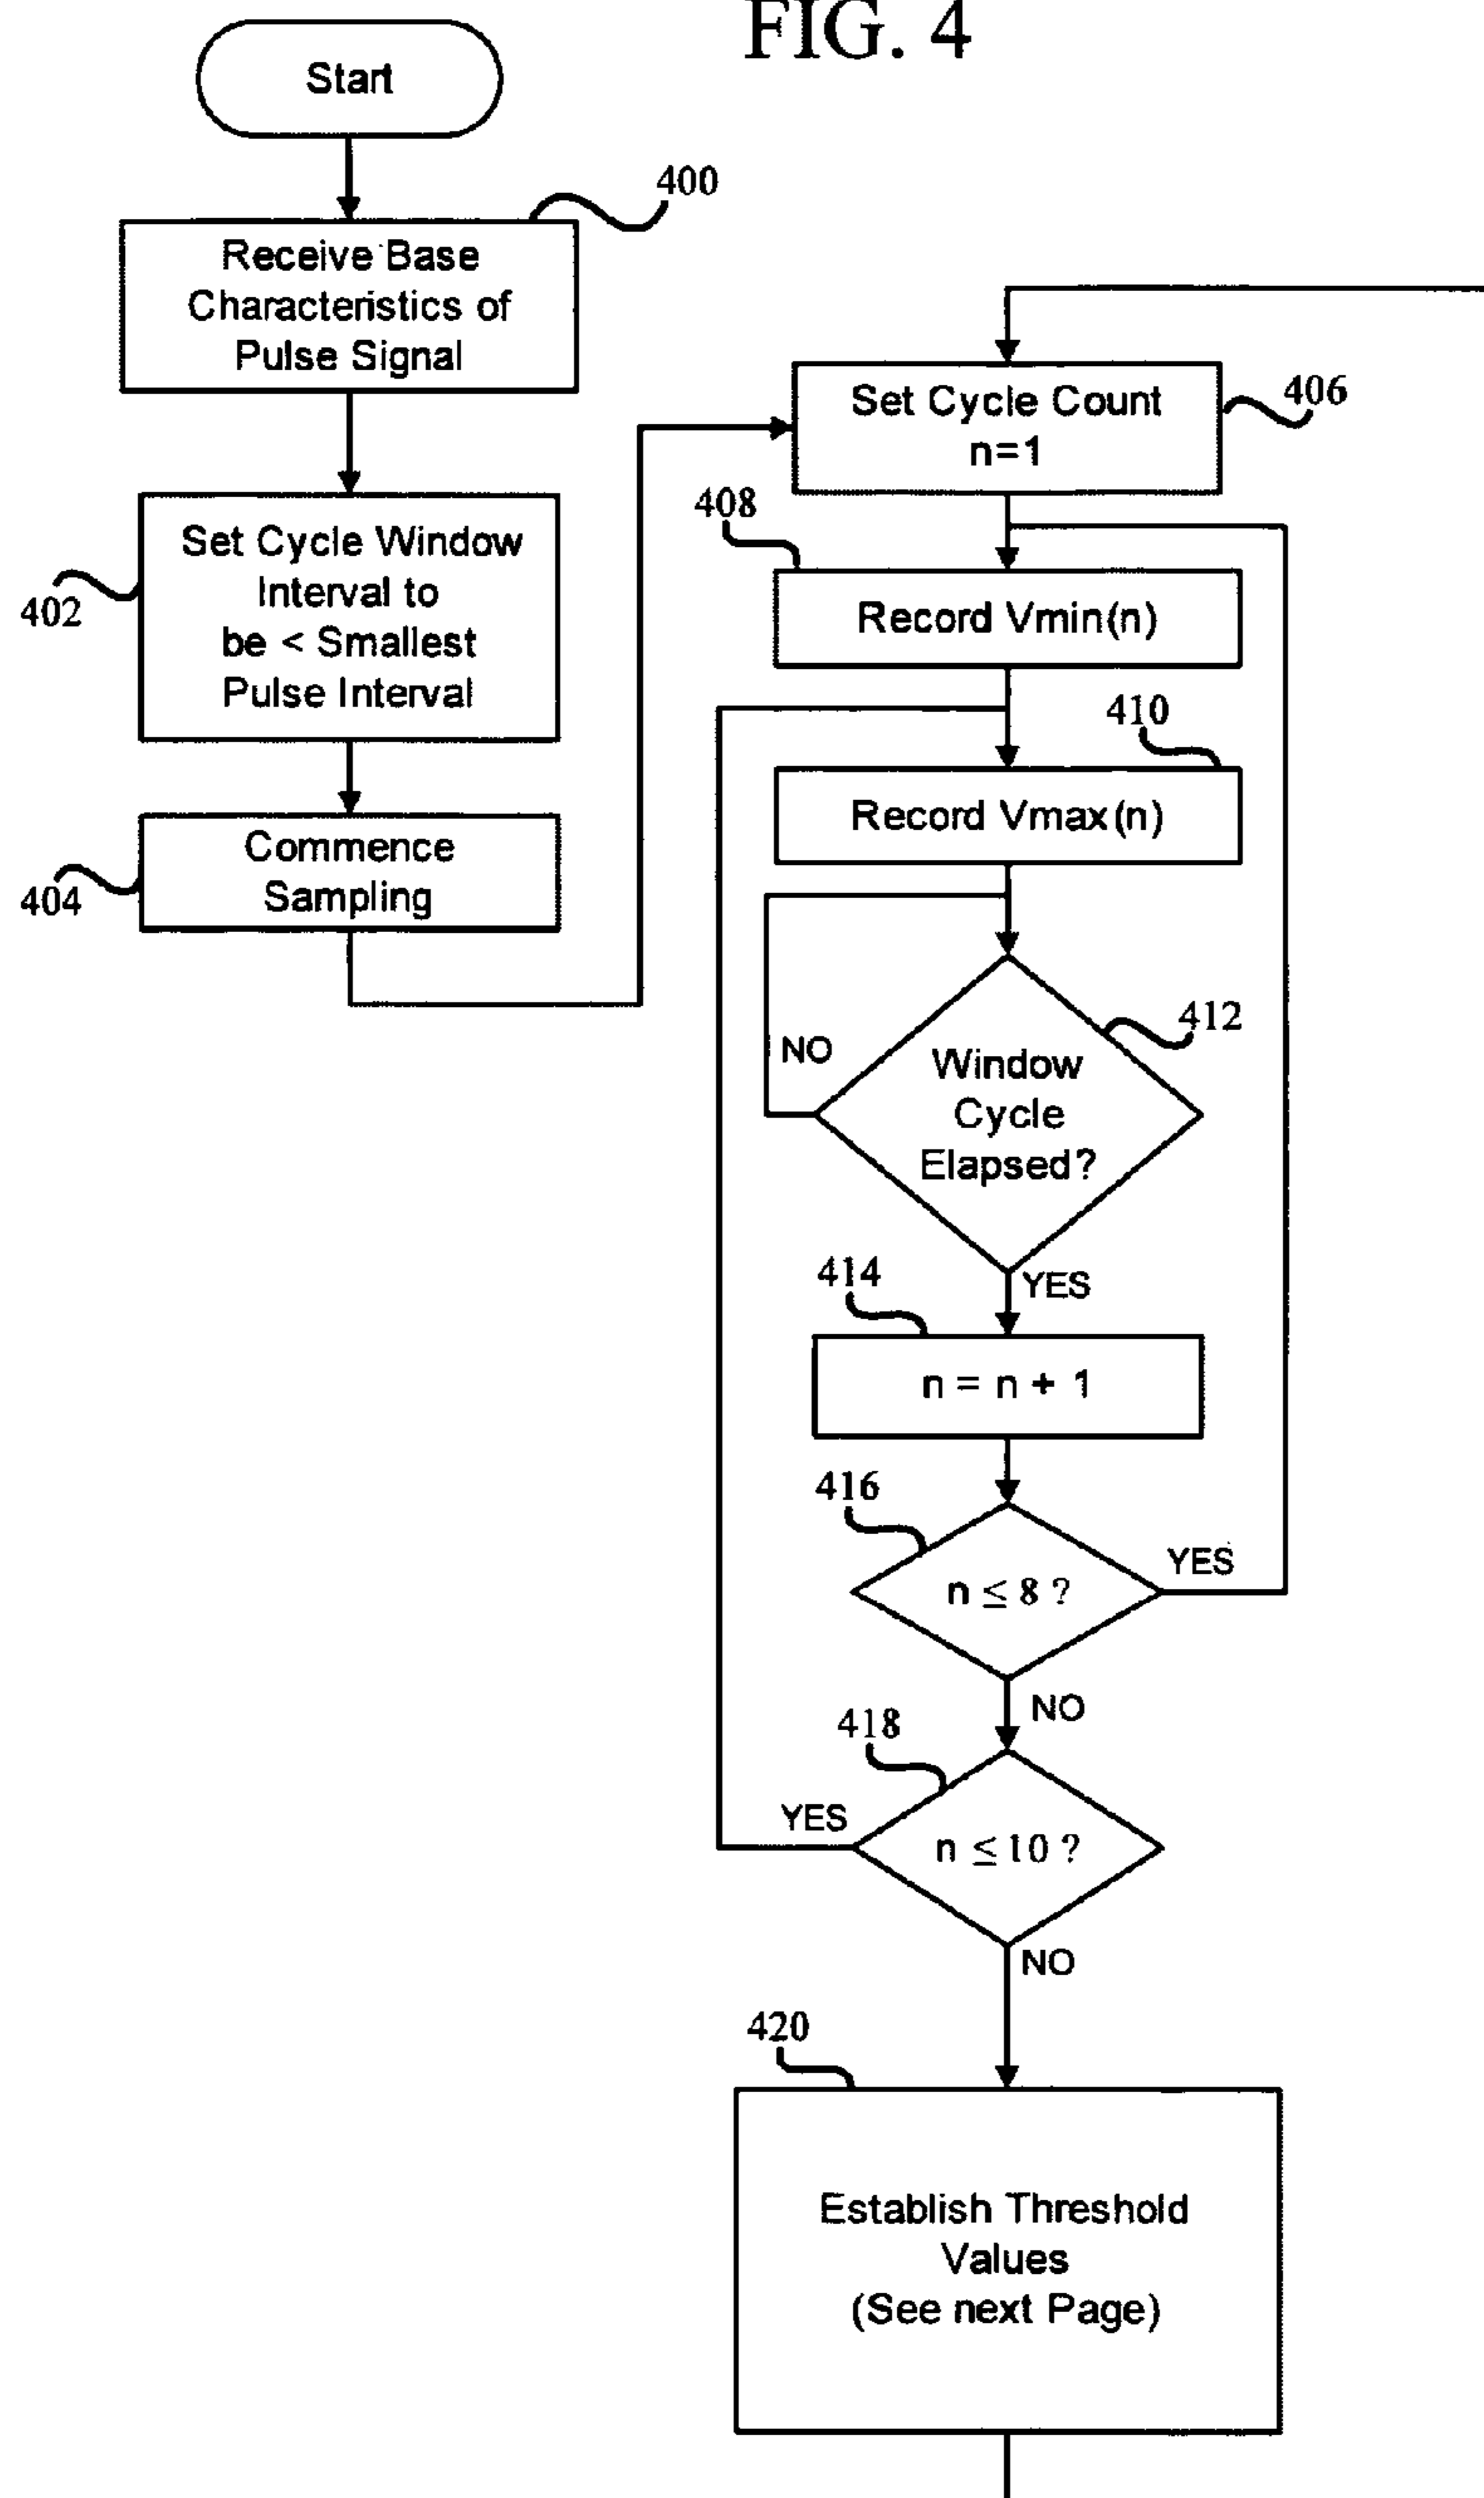 FIG. 4
Start
400
Receive Base
Characteristics of
Pulse Signal
402
Set Cycle Window
Interval to
be < Smallest
Pulse Interval
404
Commence
Sampling
406
Set Cycle Count
n=1
408
Record Vmin(n)
410
Record Vmax(n)
412
NO
Window
Cycle
Elapsed?
YES
414
n = n + 1
416
n ≤ 8 ?
YES
NO
418
YES
n ≤ 10 ?
NO
420
Establish Threshold
Values
(See next Page)